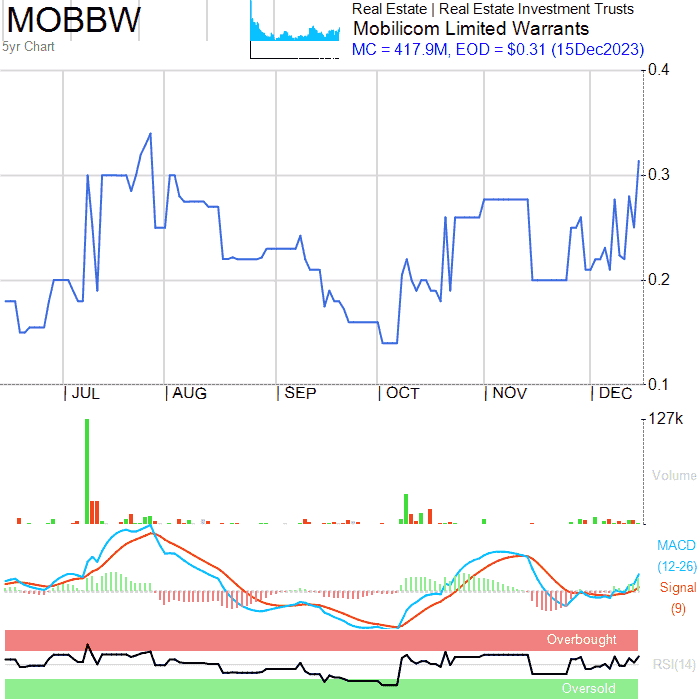 MOBBW
5yr Chart
Real Estate | Real Estate Investment Trusts
Mobilicom Limited Warrants
MC = 417.9M, EOD = $0.31 (15Dec2023)
0.4
0.3
0.2
0.1
| JUL | AUG | SEP | OCT | NOV | DEC
127k
Volume
MACD
(12-26)
Signal
(9)
Overbought
RSI(14)
Oversold